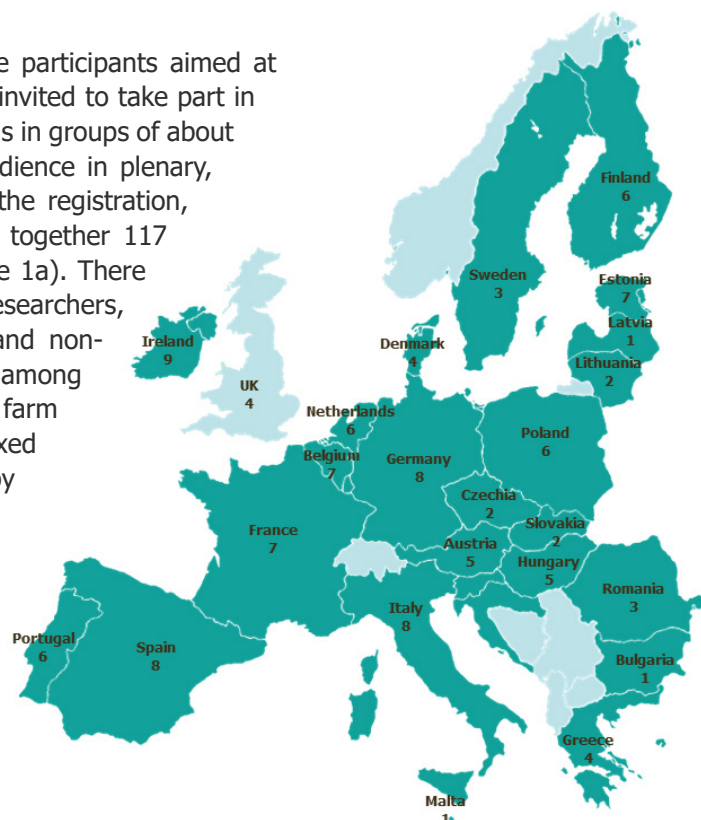 e participants aimed at
invited to take part in
s in groups of about
dience in plenary,
the registration,
together 117
e 1a). There
esearchers,
and non-
among
farm
xed
by
Finland
6
Sweden
3
Estonia
7
Latvia
1
Lithuania
2
Ireland
9
Denmark
4
UK
4
Netherlands
6
Belgium
7
Germany
8
Poland
6
Czechia
2
Slovakia
2
France
7
Austria
5
Hungary
5
Romania
3
Italy
8
Portugal
6
Spain
8
Bulgaria
1
Greece
4
Malta
1